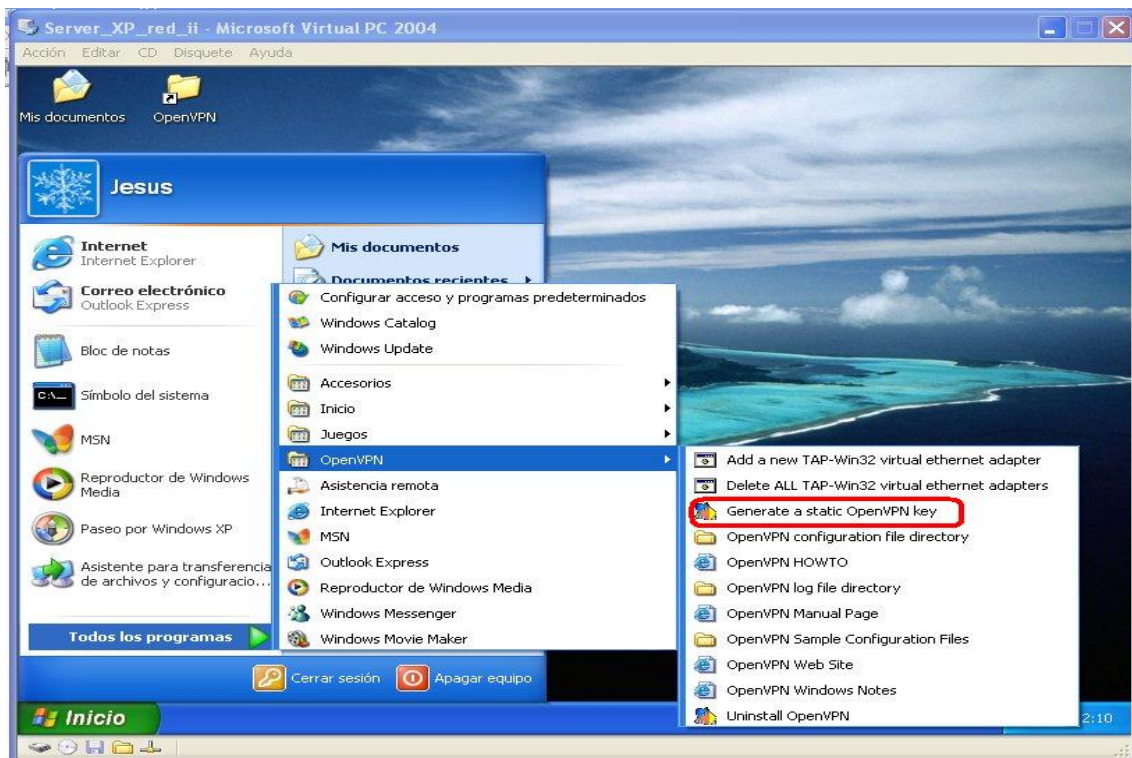 Server_XP_red_ii - Microsoft Virtual PC 2004
Acción Editar CD Disquete Ayuda
Mis documentos
OpenVPN
Jesus
Internet
Internet Explorer
Correo electrónico
Outlook Express
Bloc de notas
C:\_
Símbolo del sistema
MSN
Reproductor de Windows
Media
Paseo por Windows XP
Asistente para transferencia
de archivos y configuracio...
Todos los programas
Mis documentos
Documentos recientes
Configurar acceso y programas predeterminados
Windows Catalog
Windows Update
Accesorios
Inicio
Juegos
OpenVPN
Asistencia remota
Internet Explorer
MSN
Outlook Express
Reproductor de Windows Media
Windows Messenger
Windows Movie Maker
Add a new TAP-Win32 virtual ethernet adapter
Delete ALL TAP-Win32 virtual ethernet adapters
Generate a static OpenVPN key
OpenVPN configuration file directory
OpenVPN HOWTO
OpenVPN log file directory
OpenVPN Manual Page
OpenVPN Sample Configuration Files
OpenVPN Web Site
OpenVPN Windows Notes
Uninstall OpenVPN
Cerrar sesión
Apagar equipo
Inicio
2:10